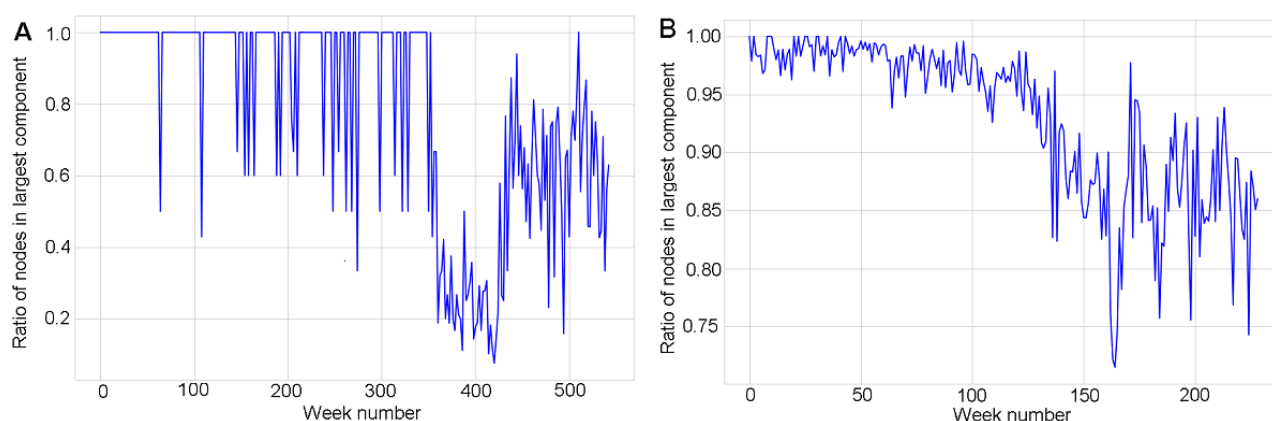 A
Ratio of nodes in largest component
1.0
0.8
0.6
0.4
0.2
0 100 200 300 400 500
Week number
B
Ratio of nodes in largest component
1.00
0.95
0.90
0.85
0.80
0.75
0 50 100 150 200
Week number